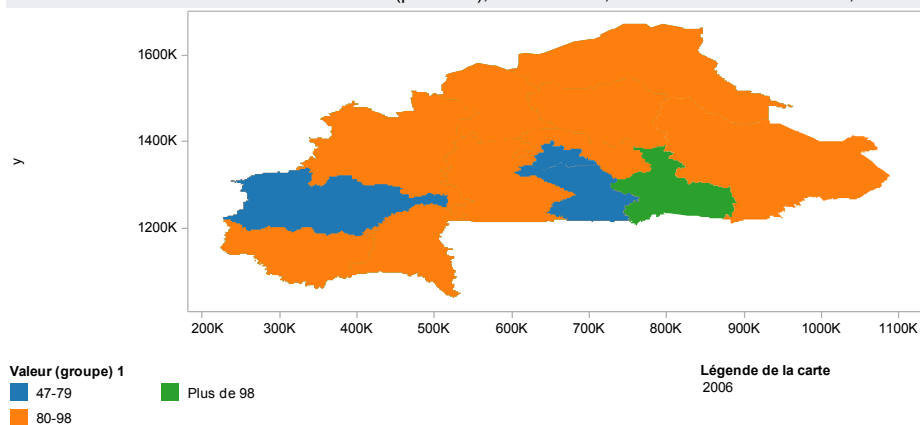 y
1600K
1400K
1200K
200K 300K 400K 500K 600K 700K 800K 900K 1000K 1100K
Valeur (groupe) 1
47-79
Plus de 98
80-98
Légende de la carte
2006